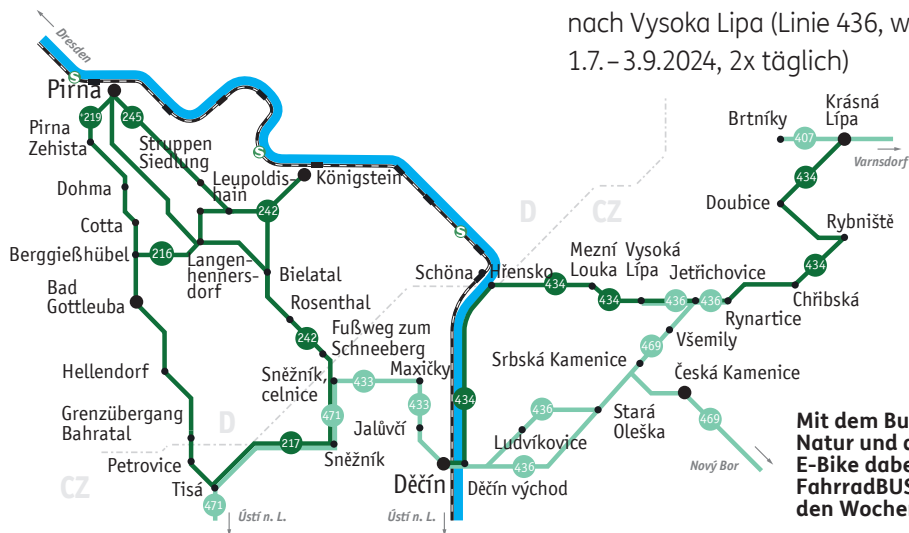 nach Vysoka Lipa (Linie 436, w
1.7.–3.9.2024, 2x täglich)
Dresden
S
Pirna
*219
245
Pirna
Zehista
Struppen
Siedlung
Leupoldis-
hain
S
Königstein
242
Dohma
Cotta
Berggießhübel
216
Langen-
hennersdorf
Bielatal
Bad
Gottleuba
Rosenthal
242
Fußweg zum
Schneeberg
Hellendorf
Sněžník,
celnice
433
Maxičky
433
471
Jalůvčí
Grenzübergang
Bahratal
D
217
Sněžník
Petrovice
CZ
Tisá
471
Ústí n. L.
Děčín
Ústí n. L.
Děčín východ
434
S
D
CZ
Schöna
Hřensko
434
Mezní
Louka
434
Vysoká
Lípa
436
Jetřichovice
436
Rynartice
Chřibská
434
Rybniště
Doubice
434
Brtníky
407
Krásná
Lípa
Varnsdorf
469
Všemily
Srbská Kamenice
Česká Kamenice
469
Nový Bor
Stará
Oleška
436
Ludvíkovice
436
Mit dem Bu
Natur und d
E-Bike dabe
FahrradBUS
den Wochen